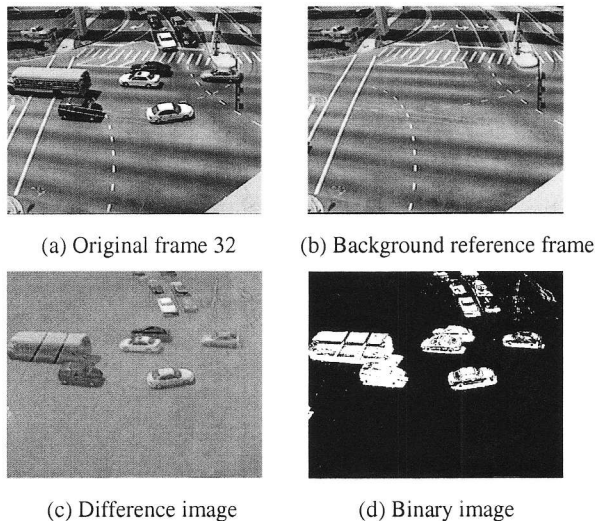 (a) Original frame 32
(b) Background reference frame
(c) Difference image
(d) Binary image